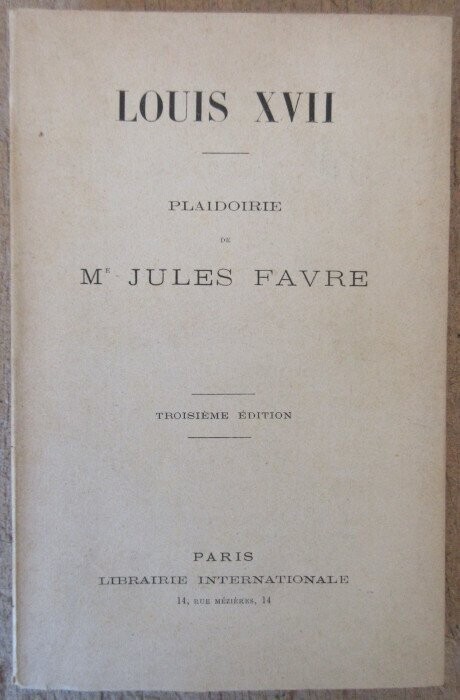 LOUIS XVII
PLAIDOIRIE
DE
ME JULES FAVRE
TROISIÈME ÉDITION
PARIS
LIBRAIRIE INTERNATIONALE
14, RUE MÉZIÈRES, 14